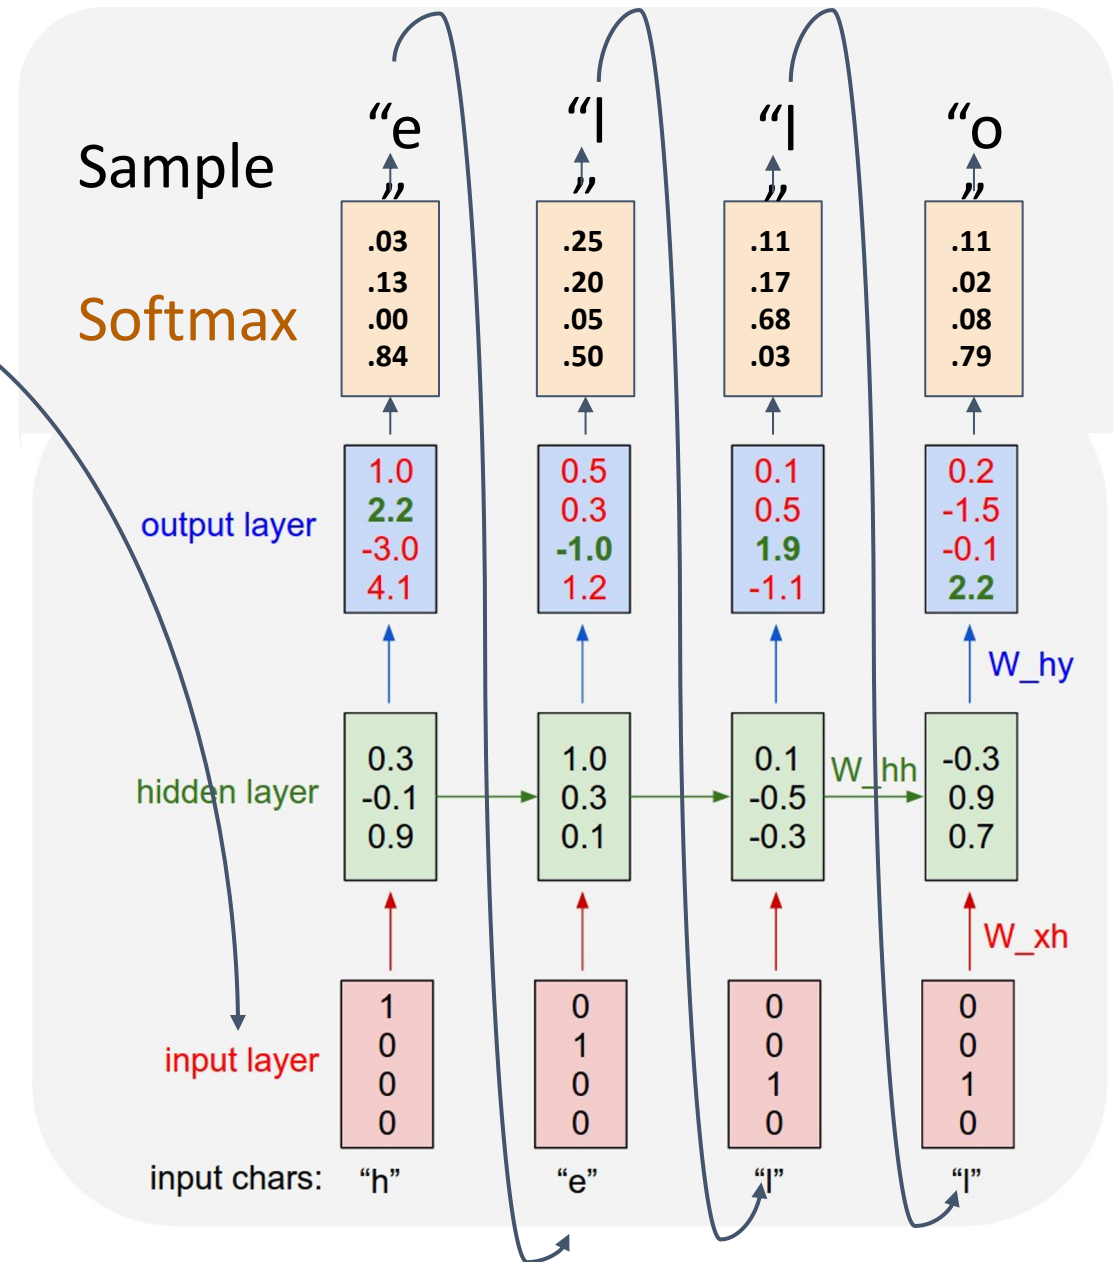 “e “l “l “o
Sample ” ” ” ”
.03 .25 .11 .11
.13 .20 .17 .02
Softmax .00 .05 .68 .08
.84 .50 .03 .79
1.0 0.5 0.1 0.2
output layer 2.2 0.3 0.5 -1.5
-3.0 -1.0 1.9 -0.1
4.1 1.2 -1.1 2.2
W_hy
0.3 1.0 0.1 W_hh -0.3
hidden layer -0.1 0.3 -0.5 0.9
0.9 0.1 -0.3 0.7
W_xh
1 0 0 0
input layer 0 1 0 0
0 0 1 1
0 0 0 0
input chars: “h” “e” “l” “l”